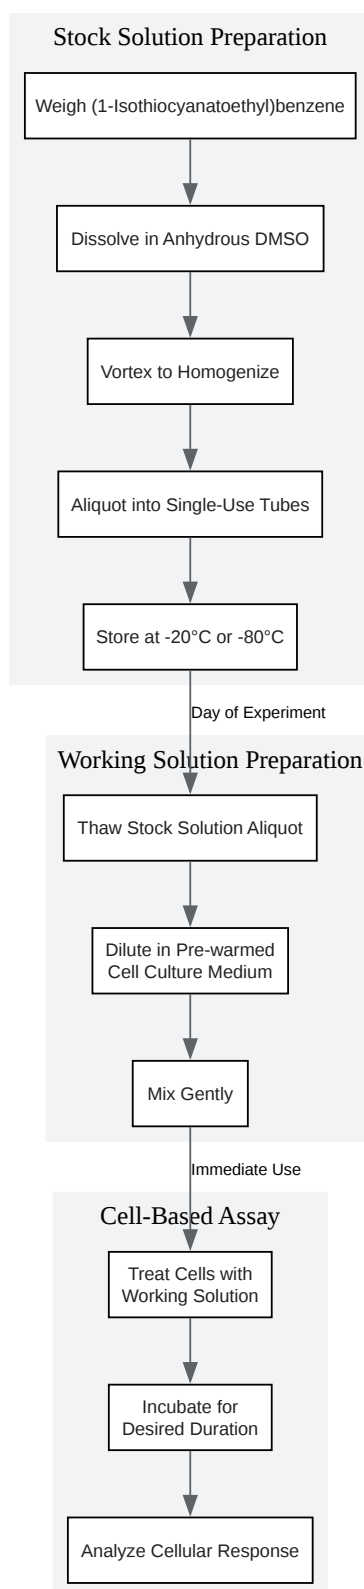 Stock Solution Preparation
Weigh (1-Isothiocyanatoethyl)benzene
Dissolve in Anhydrous DMSO
Vortex to Homogenize
Aliquot into Single-Use Tubes
Store at -20°C or -80°C
Day of Experiment
Working Solution Preparation
Thaw Stock Solution Aliquot
Dilute in Pre-warmed
Cell Culture Medium
Mix Gently
Immediate Use
Cell-Based Assay
Treat Cells with
Working Solution
Incubate for
Desired Duration
Analyze Cellular Response